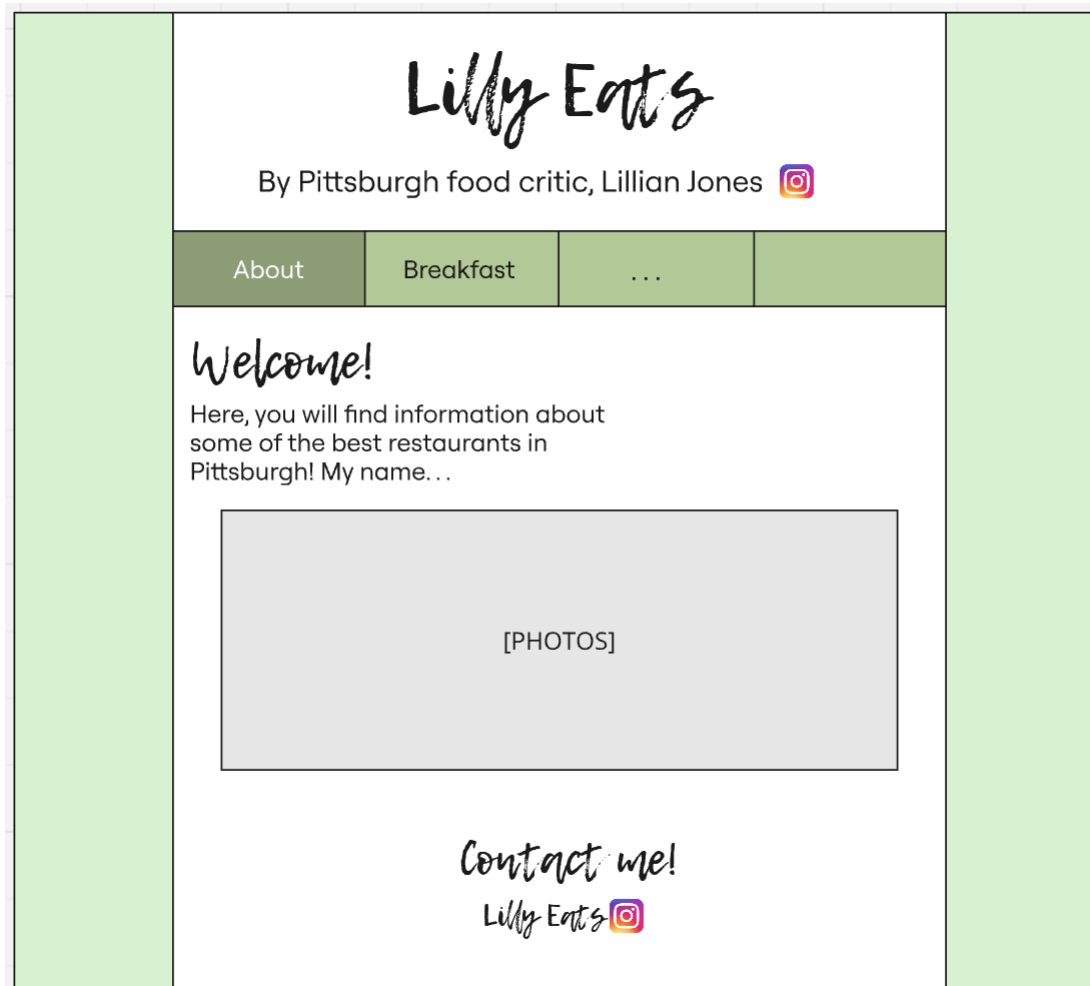 Lilly Eats
By Pittsburgh food critic, Lillian Jones
About
Breakfast
...
Welcome!
Here, you will find information about
some of the best restaurants in
Pittsburgh! My name...
[PHOTOS]
Contact me!
Lilly Eats